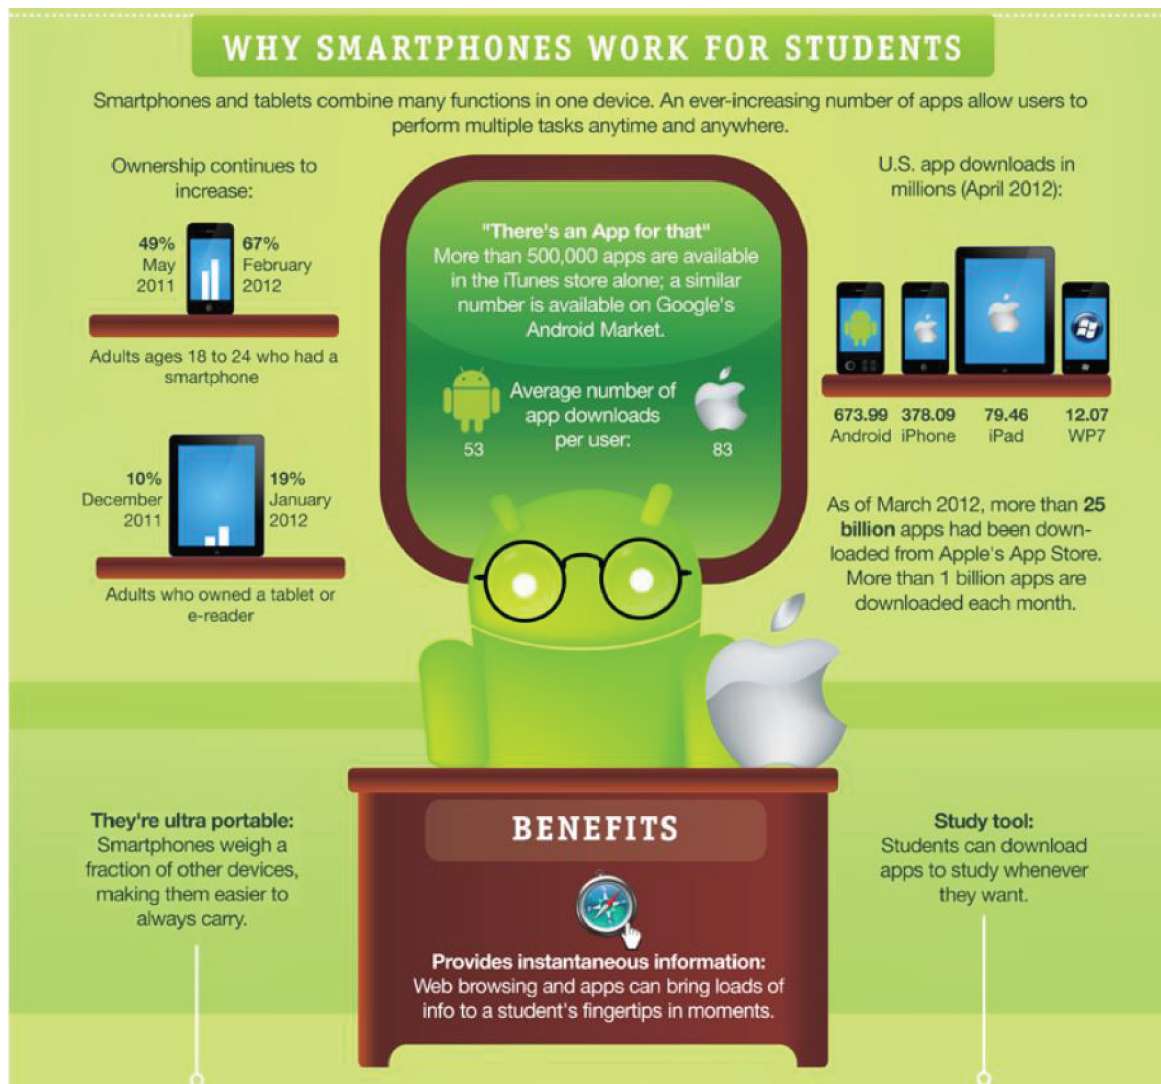 WHY SMARTPHONES WORK FOR STUDENTS
Smartphones and tablets combine many functions in one device. An ever-increasing number of apps allow users to
perform multiple tasks anytime and anywhere.
Ownership continues to
increase:
49%
May
2011
67%
February
2012
Adults ages 18 to 24 who had a
smartphone
10%
December
2011
19%
January
2012
Adults who owned a tablet or
e-reader
"There's an App for that"
More than 500,000 apps are available
in the iTunes store alone; a similar
number is available on Google's
Android Market.
Average number of
app downloads
per user:
53
83
U.S. app downloads in
millions (April 2012):
673.99
Android
378.09
iPhone
79.46
iPad
12.07
WP7
As of March 2012, more than 25
billion apps had been down-
loaded from Apple's App Store.
More than 1 billion apps are
downloaded each month.
They're ultra portable:
Smartphones weigh a
fraction of other devices,
making them easier to
always carry.
BENEFITS
Provides instantaneous information:
Web browsing and apps can bring loads of
info to a student's fingertips in moments.
Study tool:
Students can download
apps to study whenever
they want.